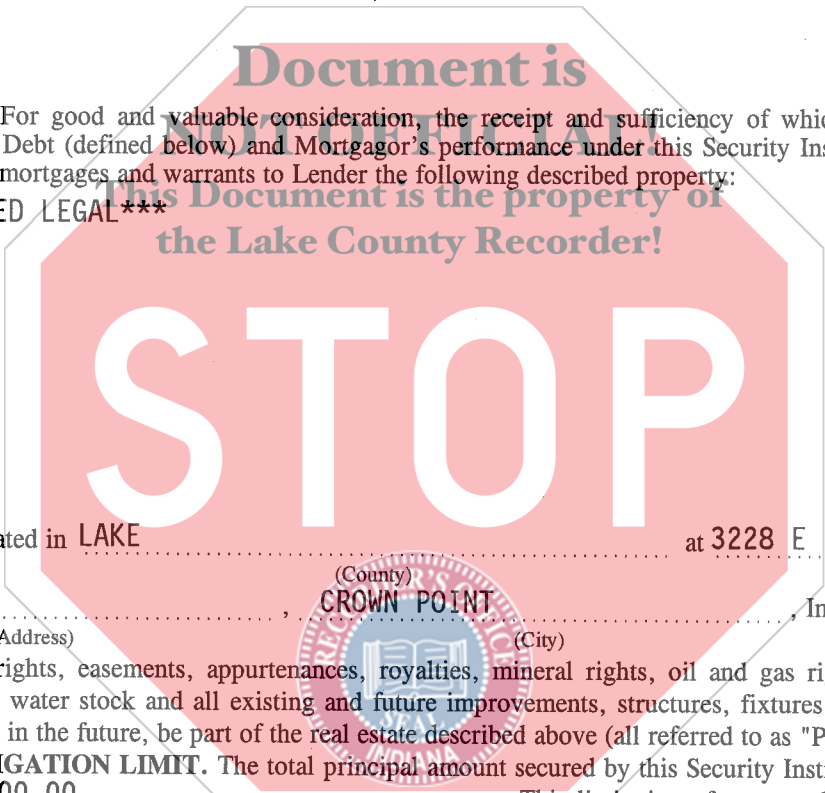 Document is
For good and valuable consideration, the receipt and sufficiency of
NOT OFFICIAL!
Debt (defined below) and Mortgagor's performance under this Security
mortgages and warrants to Lender the following described property:
This Document is the property of
ED LEGAL***
the Lake County Recorder!
STOP
ated in LAKE at 3228 E
(County)
, CROWN POINT , In
Address) (City)
rights, easements, appurtenances, royalties, mineral rights, oil and gas ri
water stock and all existing and future improvements, structures, fixtures
in the future, be part of the real estate described above (all referred to as "P
IGATION LIMIT. The total principal amount secured by this Security Inst
RECORDER'S OFFICE
SEAL
INDIANA